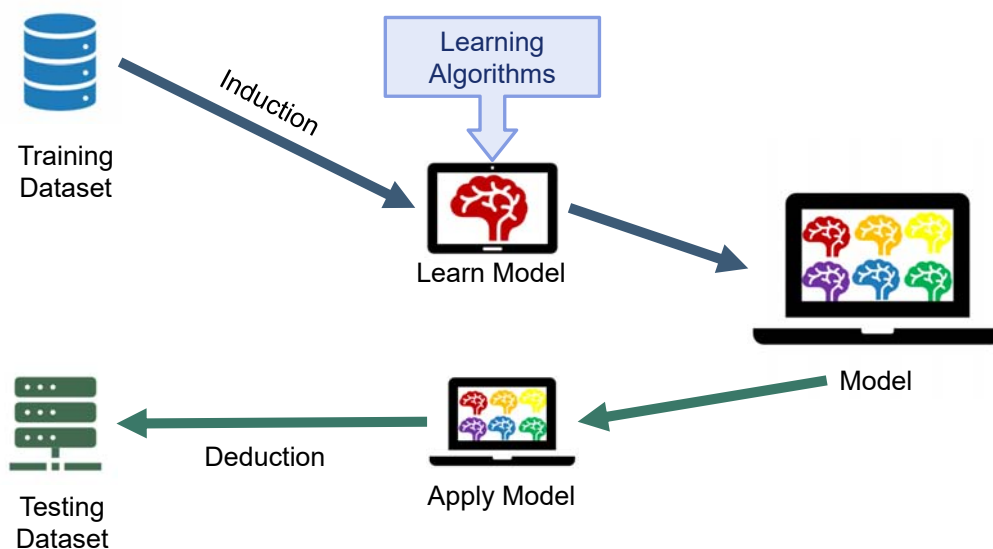 Learning
Algorithms
Induction
Training
Dataset
Learn Model
Model
Deduction
Apply Model
Testing
Dataset